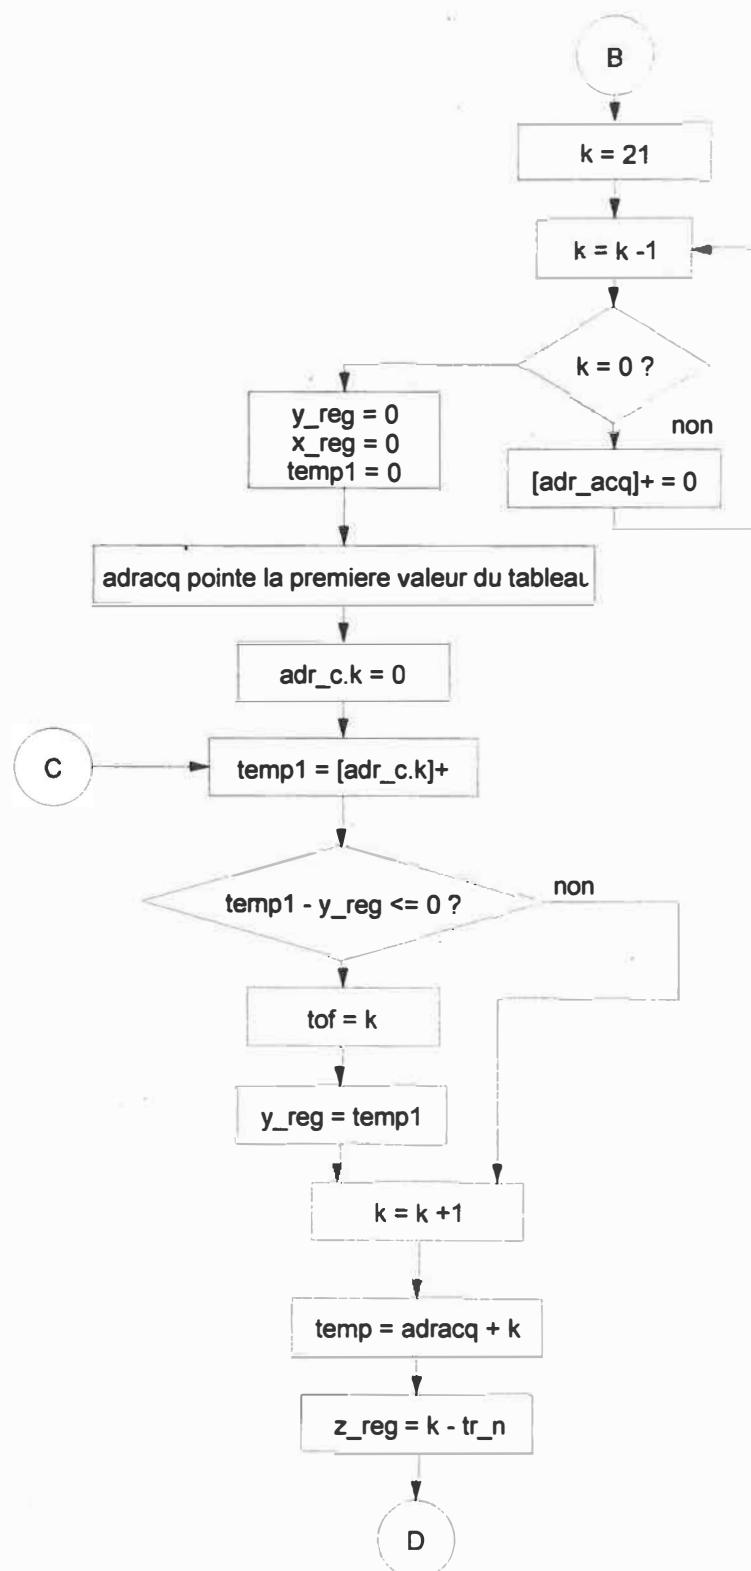 B
k = 21
k = k -1
k = 0 ?
non
y_reg = 0
x_reg = 0
temp1 = 0
[adr_acq]+ = 0
adracq pointe la premiere valeur du tableau
adr_c.k = 0
C
temp1 = [adr_c.k]+
temp1 - y_reg <= 0 ?
non
tof = k
y_reg = temp1
k = k +1
temp = adracq + k
z_reg = k - tr_n
D